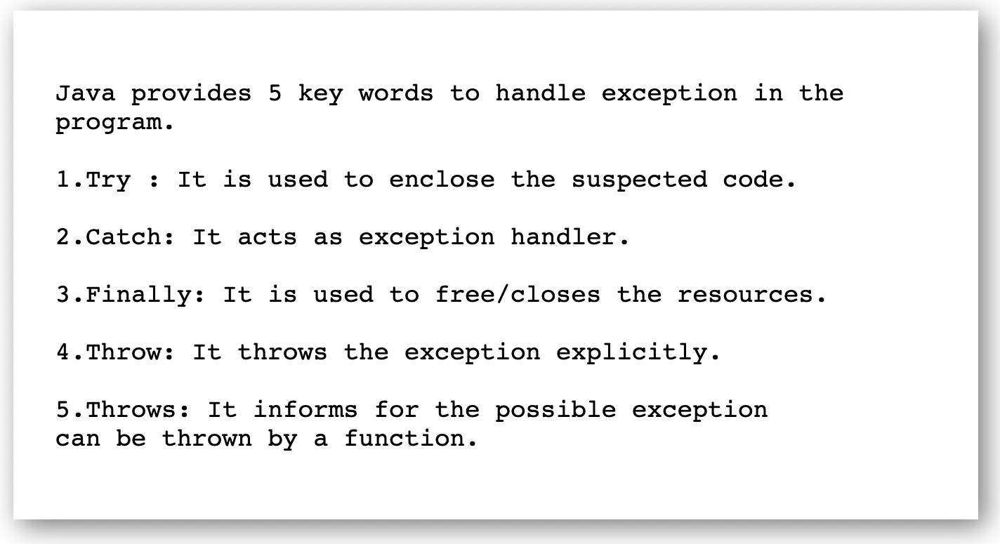 Java provides 5 key words to handle exception in the
program.
1.Try : It is used to enclose the suspected code.
2.Catch: It acts as exception handler.
3.Finally: It is used to free/closes the resources.
4.Throw: It throws the exception explicitly.
5.Throws: It informs for the possible exception
can be thrown by a function.